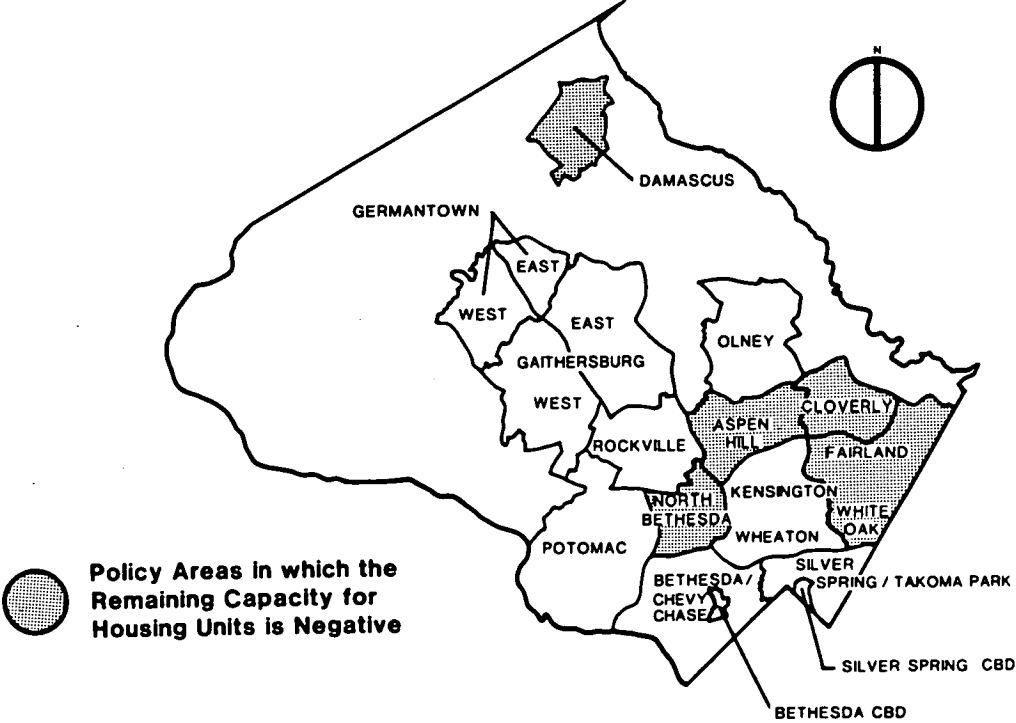 N
DAMASCUS
GERMANTOWN
EAST
WEST
EAST
OLNEY
GAITHERSBURG
WEST
CLOVERLY
ASPEN
HILL
ROCKVILLE
FAIRLAND
KENSINGTON
NORTH
BETHESDA
WHITE
OAK
WHEATON
POTOMAC
SILVER
SPRING / TAKOMA PARK
BETHESDA/
CHEVY
CHASE
Policy Areas in which the
Remaining Capacity for
Housing Units is Negative
SILVER SPRING CBD
BETHESDA CBD